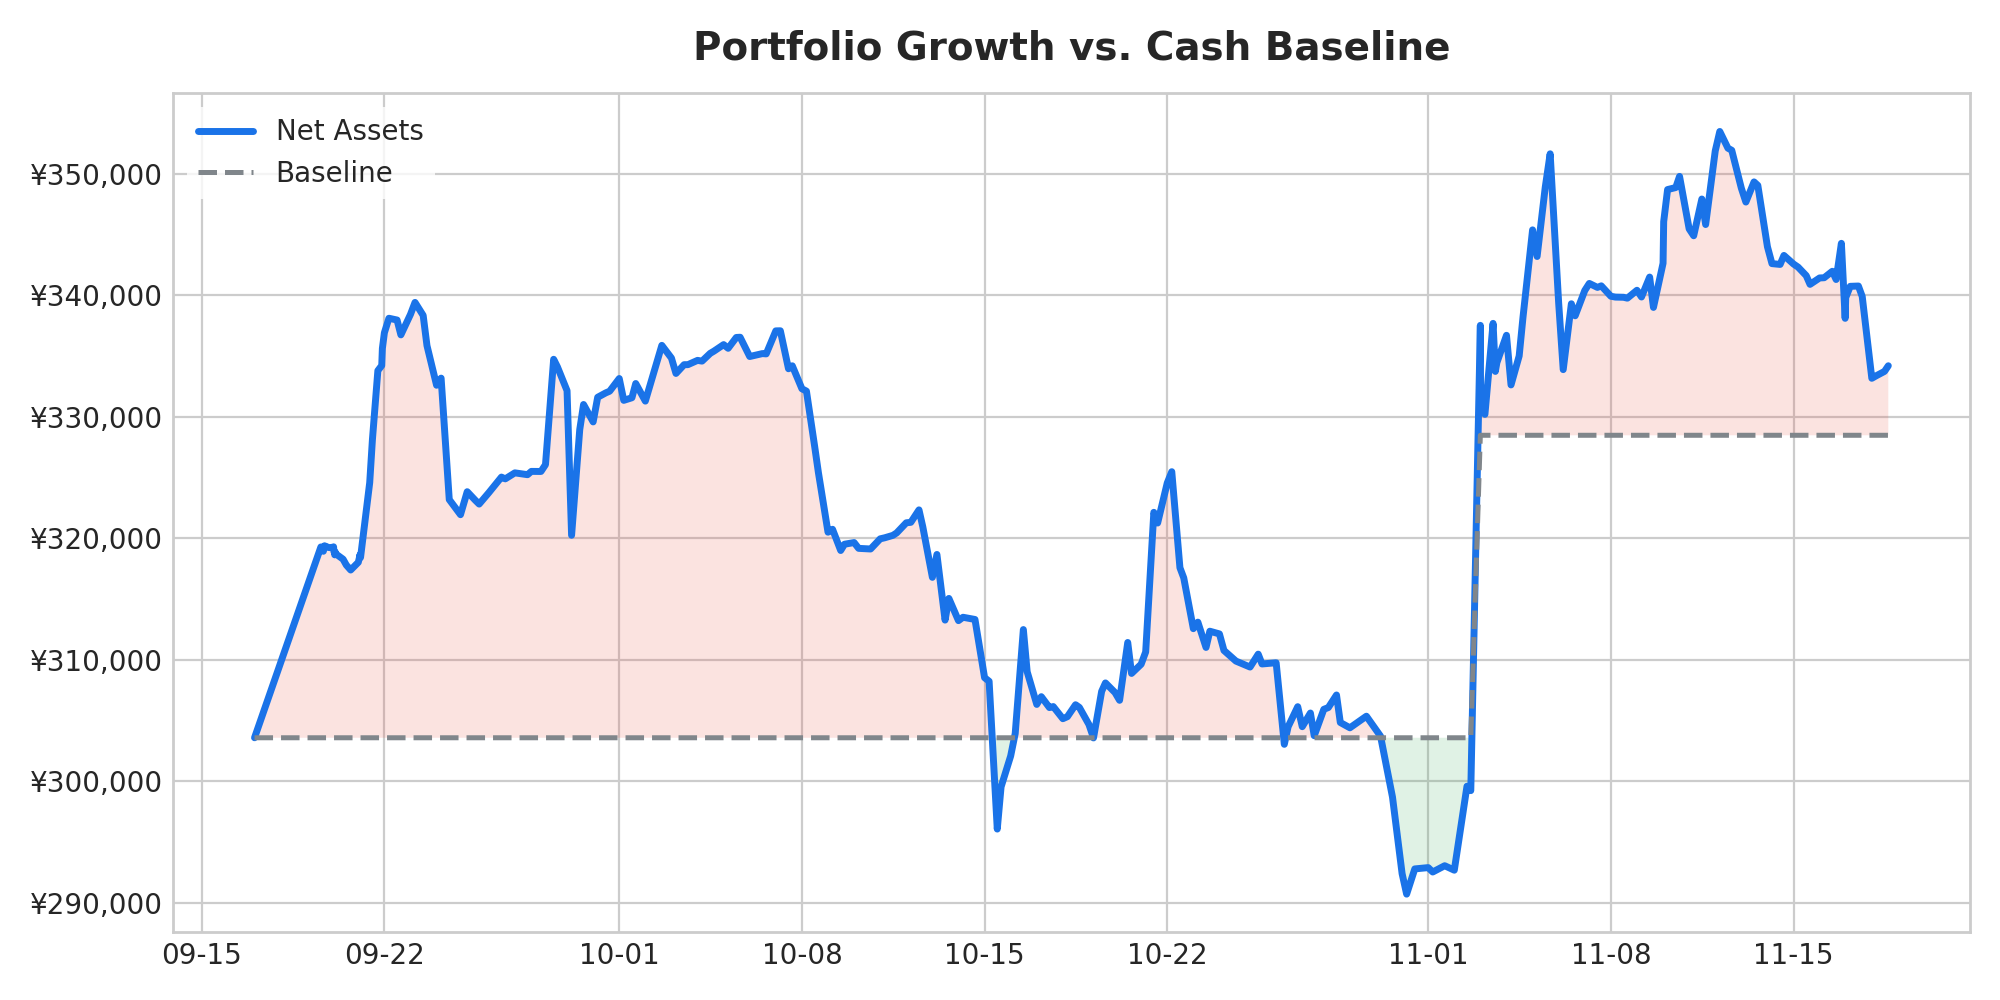 Portfolio Growth vs. Cash Baseline
Net Assets
Baseline
¥350,000
¥340,000
¥330,000
¥320,000
¥310,000
¥300,000
¥290,000
09-15 09-22 10-01 10-08 10-15 10-22 11-01 11-08 11-15